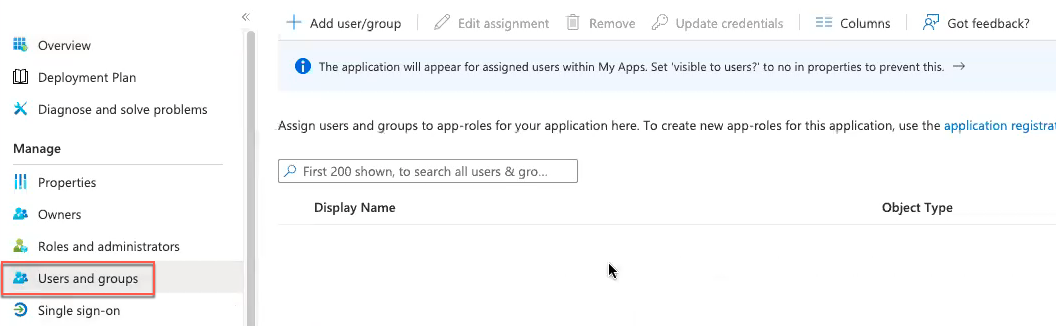 «
Overview
Deployment Plan
Diagnose and solve problems
Manage
Properties
Owners
Roles and administrators
Users and groups
Single sign-on
Add user/group
Edit assignment
Remove
Update credentials
Columns
Got feedback?
The application will appear for assigned users within My Apps. Set 'visible to users?' to no in properties to prevent this. →
Assign users and groups to app-roles for your application here. To create new app-roles for this application, use the application registrat
First 200 shown, to search all users & gro...
Display Name Object Type